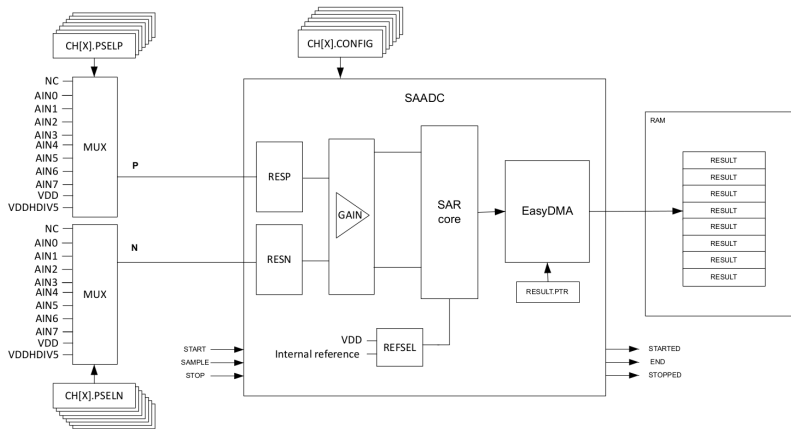 CH[X].PSELP
CH[X].CONFIG
NC
AIN0
AIN1
AIN2
AIN3
AIN4
AIN5
AIN6
AIN7
VDD
VDDHDIV5
MUX
P
SAADC
RESP
GAIN
SAR
core
EasyDMA
RESULT.PTR
RAM
RESULT
RESULT
RESULT
RESULT
RESULT
RESULT
RESULT
RESULT
NC
AIN0
AIN1
AIN2
AIN3
AIN4
AIN5
AIN6
AIN7
VDD
VDDHDIV5
MUX
N
RESN
VDD
Internal reference
REFSEL
START
SAMPLE
STOP
STARTED
END
STOPPED
CH[X].PSELN